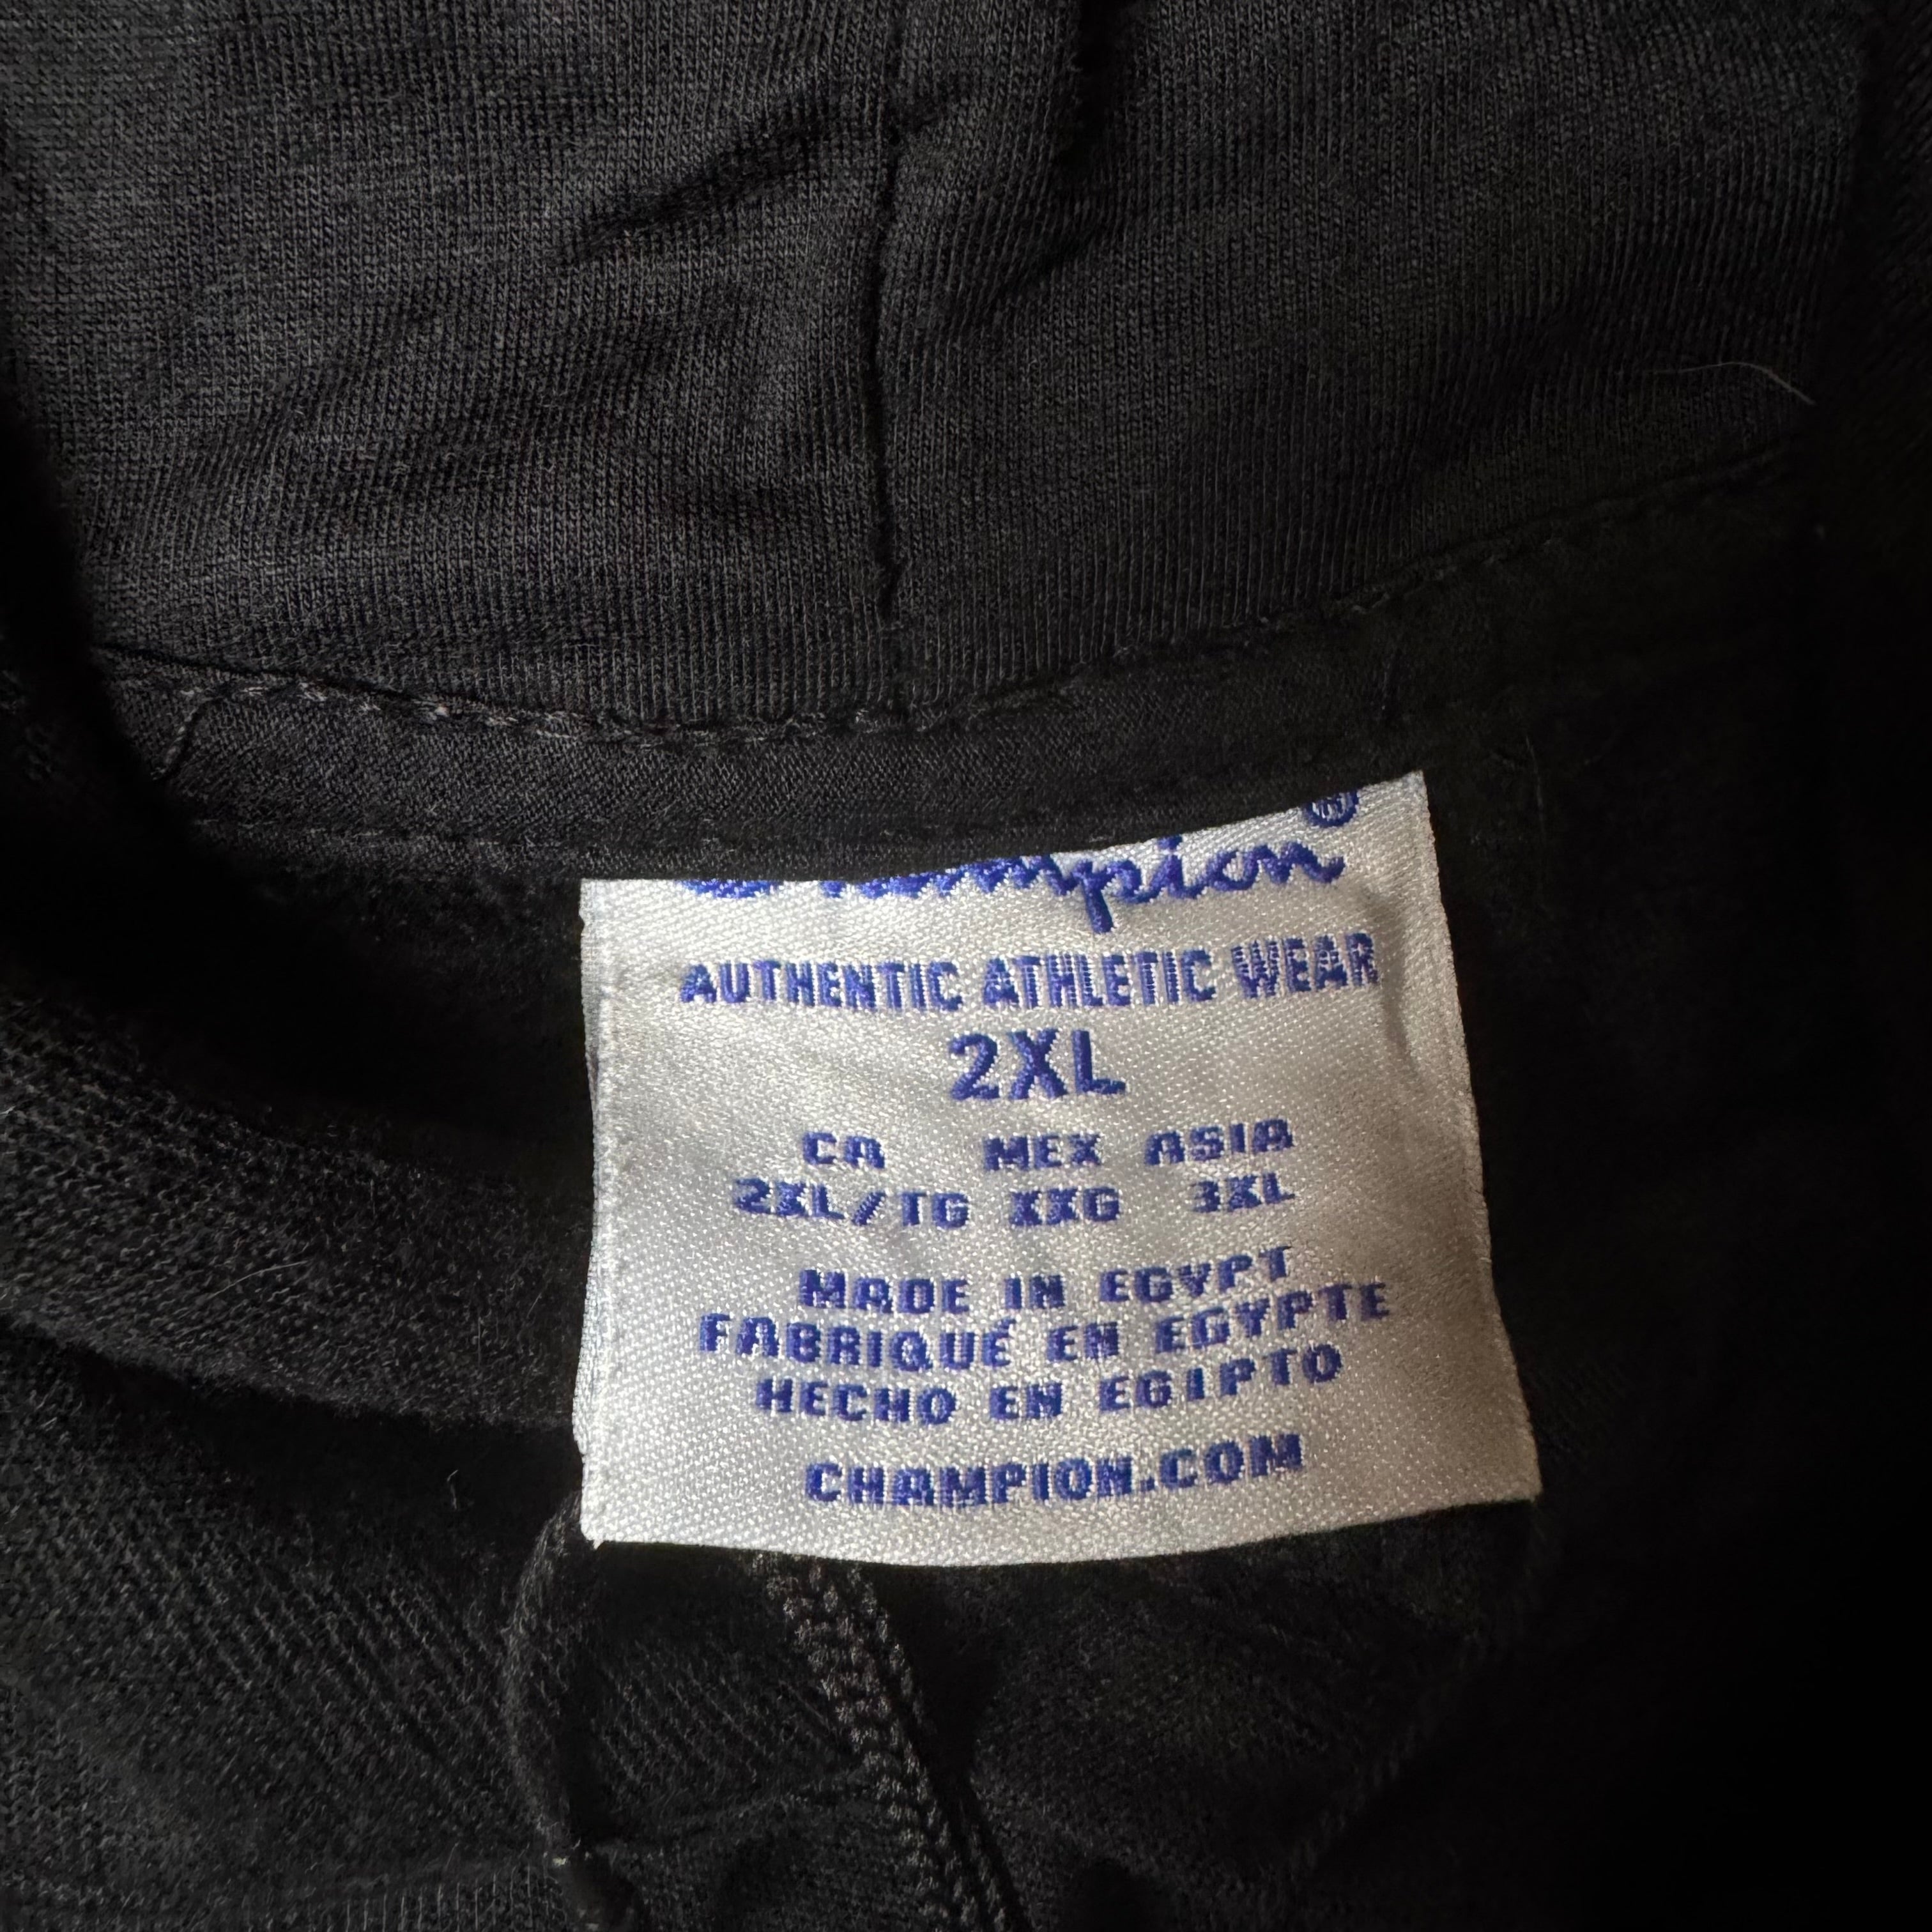 Champion®
AUTHENTIC ATHLETIC WEAR
2XL
CA MEX ASIA
2XL/TG XXG 3XL
MADE IN EGYPT
FABRIQUÉ EN EGYPTE
HECHO EN EGIPTO
CHAMPION.COM